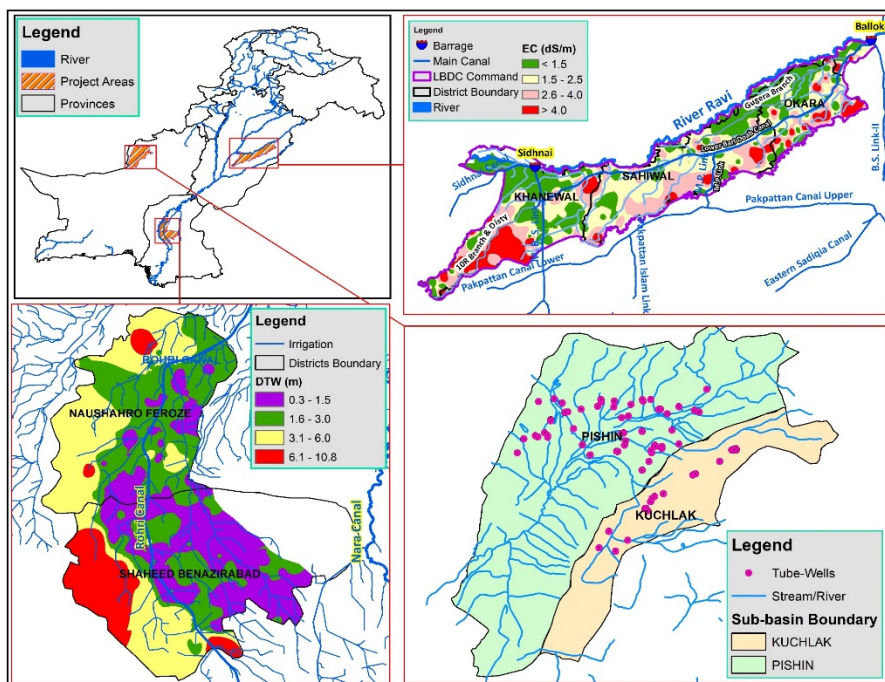 Legend
River
Project Areas
Provinces
Legend
Barrage
Main Canal
LBDC Command
District Boundary
River
EC (dS/m)
< 1.5
1.5 - 2.5
2.6 - 4.0
> 4.0
Balloki
River Ravi
Gugera Branch
OKARA
Lower Bari Doab Canal
B.S. Link-II
Sidhnai
Sidhnai
SAHIWAL
KHANEWAL
M.P. Link
Pakpattan Canal Upper
10R Branch & Disty
Pakpattan Canal Lower
Pakpattan Islam Link
Eastern Sadiqia Canal
Legend
Irrigation
Districts Boundary
DTW (m)
0.3 - 1.5
1.6 - 3.0
3.1 - 6.0
6.1 - 10.8
ROHRI CANAL
NAUSHAHRO FEROZE
Rohri Canal
Nara Canal
SHAHEED BENAZIRABAD
PISHIN
KUCHLAK
Legend
Tube-Wells
Stream/River
Sub-basin Boundary
KUCHLAK
PISHIN